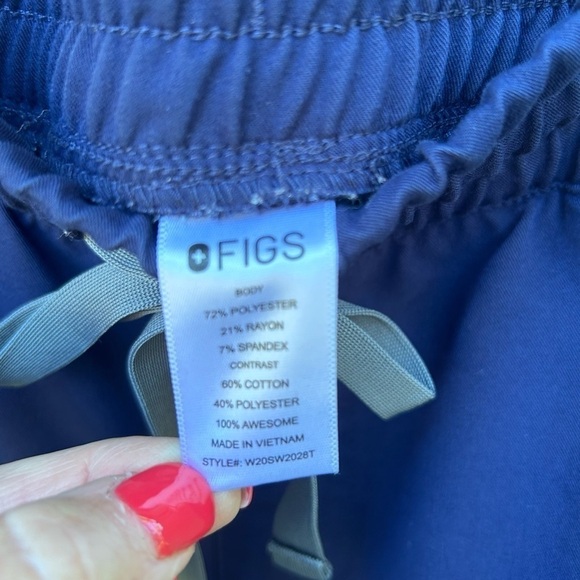 FIGS
BODY
72% POLYESTER
21% RAYON
7% SPANDEX
CONTRAST
60% COTTON
40% POLYESTER
100% AWESOME
MADE IN VIETNAM
STYLE#: W20SW2028T